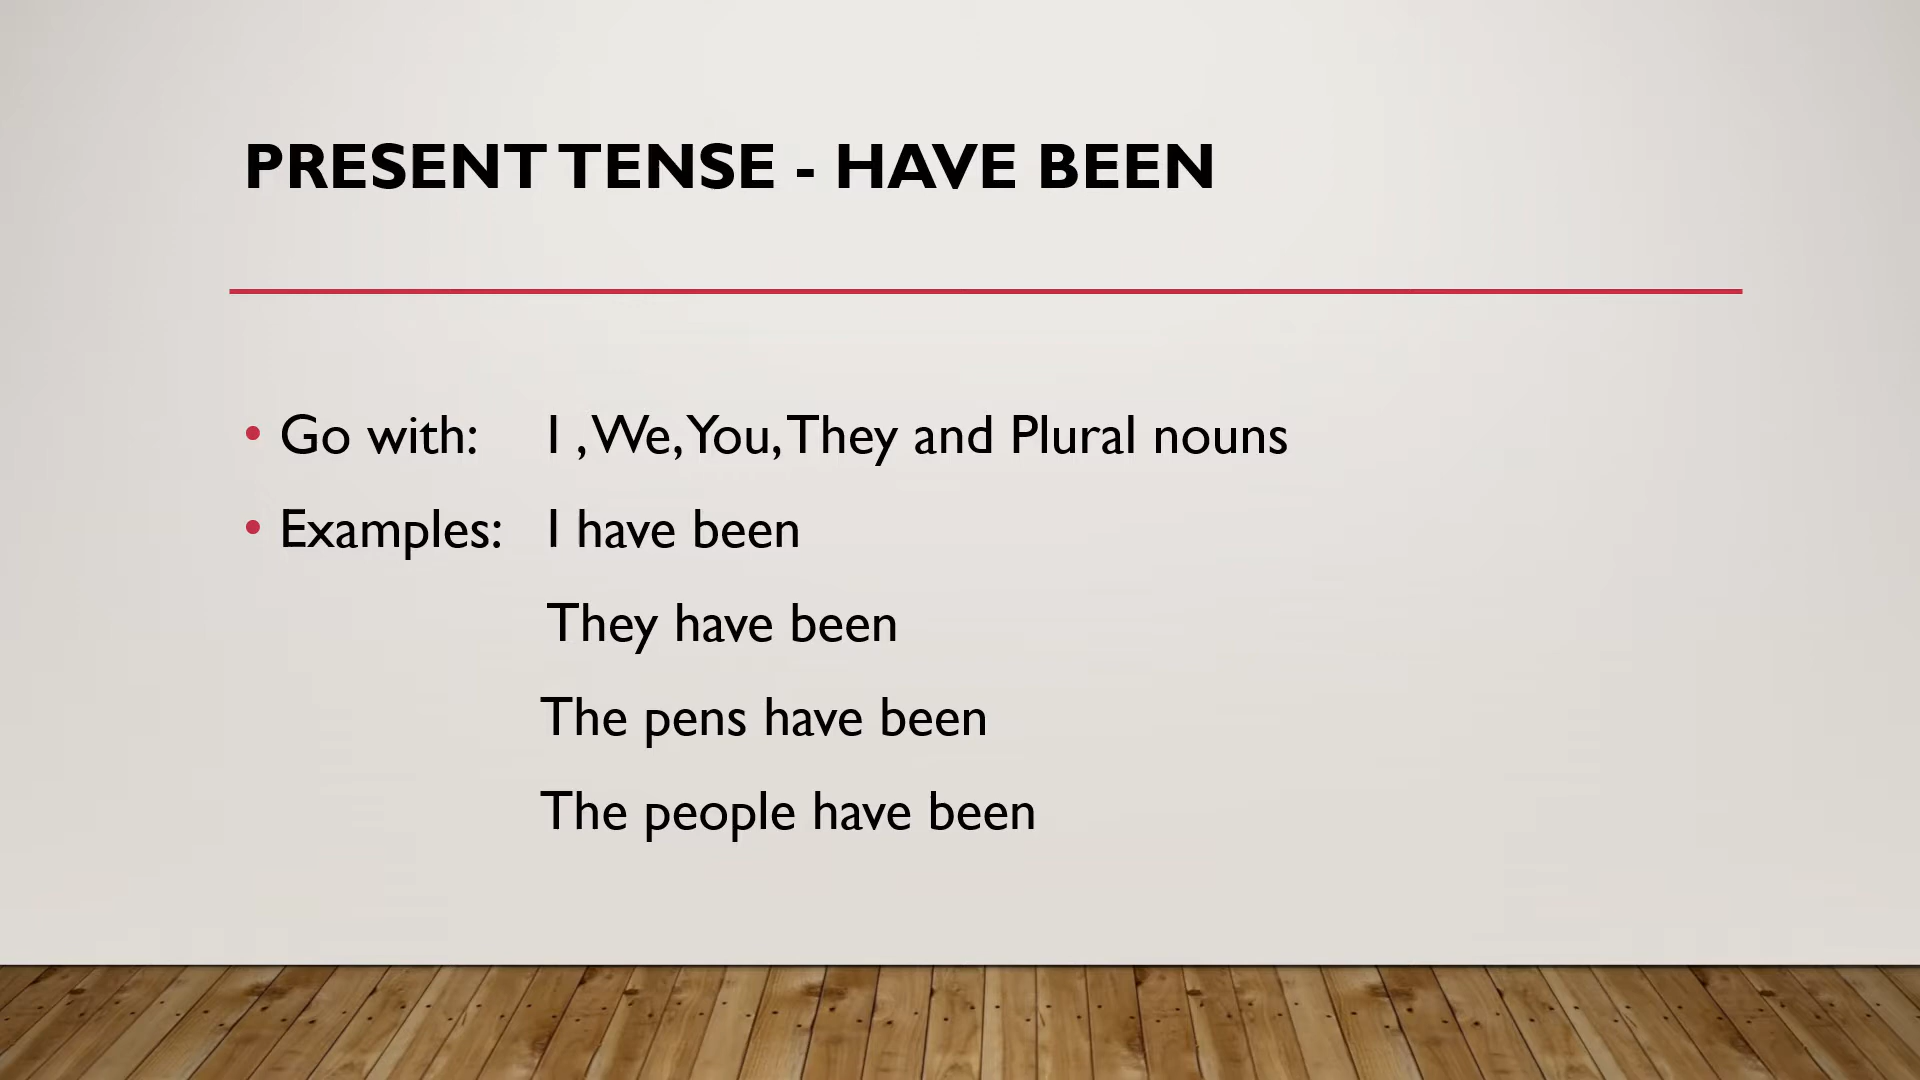 PRESENT TENSE - HAVE BEEN
• Go with: I , We, You, They and Plural nouns
• Examples: I have been
They have been
The pens have been
The people have been